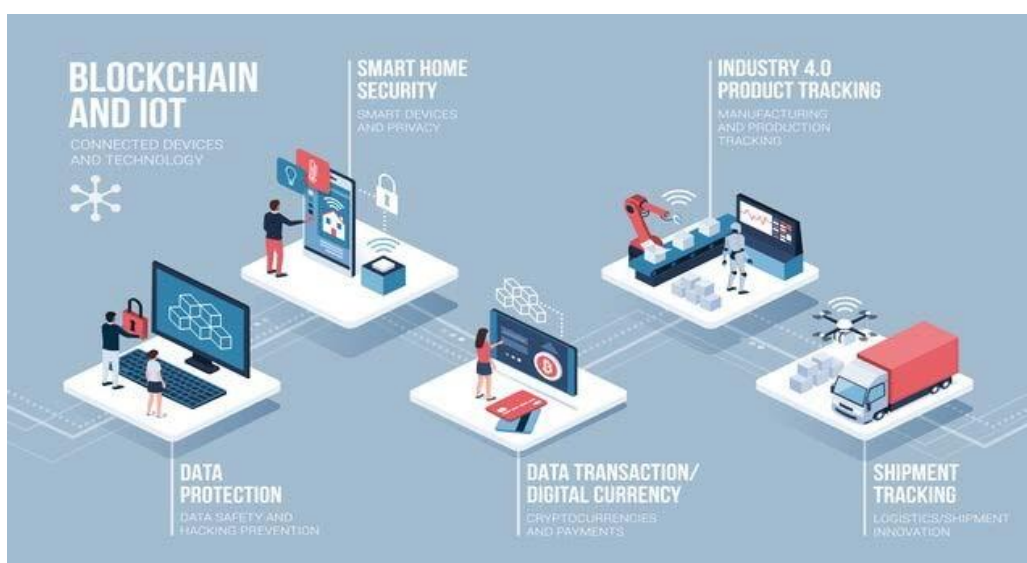 BLOCKCHAIN
AND IOT
CONNECTED DEVICES
AND TECHNOLOGY
SMART HOME
SECURITY
SMART DEVICES
AND PRIVACY
INDUSTRY 4.0
PRODUCT TRACKING
MANUFACTURING
AND PRODUCTION
TRACKING
DATA
PROTECTION
DATA SAFETY AND
HACKING PREVENTION
DATA TRANSACTION/
DIGITAL CURRENCY
CRYPTOCURRENCIES
AND PAYMENTS
SHIPMENT
TRACKING
LOGISTICS/SHIPMENT
INNOVATION